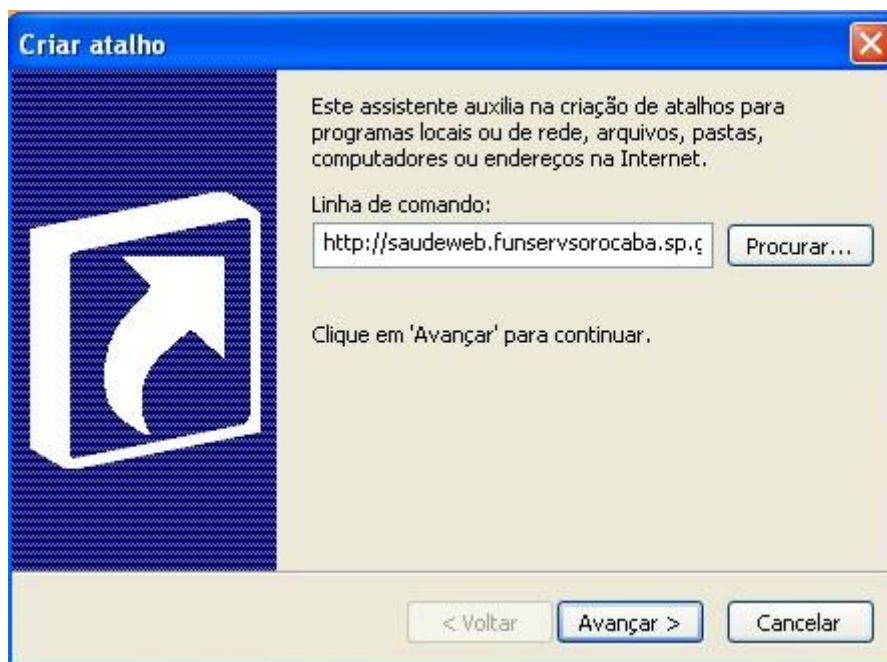 Criar atalho
Este assistente auxilia na criação de atalhos para
programas locais ou de rede, arquivos, pastas,
computadores ou endereços na Internet.
Linha de comando:
http://saudeweb.funservsorocaba.sp.g
Procurar...
Clique em 'Avançar' para continuar.
< Voltar
Avançar >
Cancelar